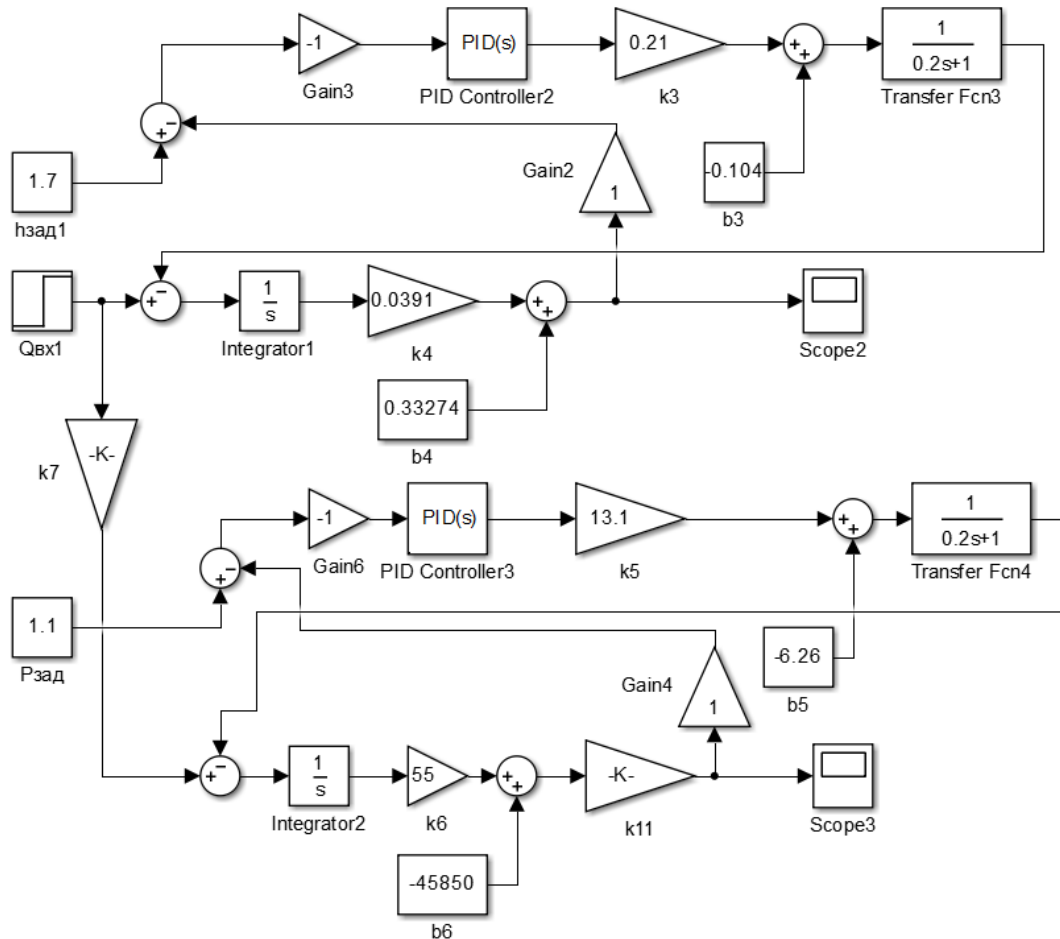 -1
Gain3
PID(s)
PID Controller2
0.21
k3
+
+
1
0.2s+1
Transfer Fcn3
−
+
1.7
hзад1
Gain2
1
-0.104
b3
Qвх1
+
−
1
s
Integrator1
0.0391
k4
+
+
Scope2
0.33274
b4
-K-
k7
-1
Gain6
PID(s)
PID Controller3
13.1
k5
+
+
1
0.2s+1
Transfer Fcn4
−
+
1.1
Pзад
Gain4
1
-6.26
b5
+
−
1
s
Integrator2
55
k6
+
+
-K-
k11
Scope3
-45850
b6